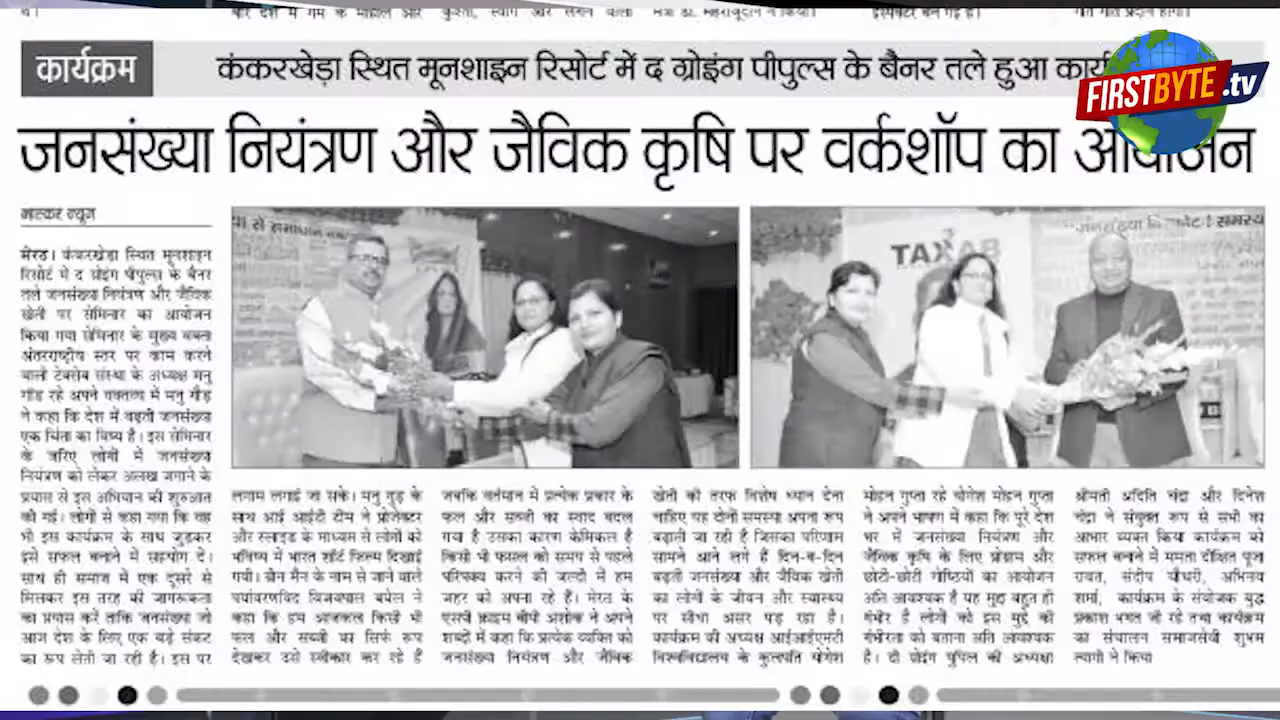 कार्यक्रम
कंकरखेड़ा स्थित मूनशाइन रिसोर्ट में द ग्रोइंग पीपुल्स के बैनर तले हुआ
FIRSTBYTE.tv
जनसंख्या नियंत्रण और जैविक कृषि पर वर्कशॉप का आयोजन
भास्कर न्यूज
मेरठ। कंकरखेड़ा स्थित मूनशाइन
रिसोर्ट में द ग्रोइंग पीपुल्स के बैनर
तले जनसंख्या नियंत्रण और जैविक
खेती पर सेमिनार का आयोजन
किया गया सेमिनार के मुख्य वक्ता
अंतरराष्ट्रीय स्तर पर काम करने
वाली टेक्सेब संस्था के अध्यक्ष मनु
गौड़ रहे अपने वक्तव्य में मनु गौड़
ने कहा कि देश में बढ़ती जनसंख्या
एक चिंता का विषय है। इस सेमिनार
के जरिए लोगों में जनसंख्या
नियंत्रण को लेकर अलख जगाने के
प्रयास से इस अभियान की शुरुआत
की गई। लोगों से कहा गया कि वह
भी इस कार्यक्रम के साथ जुड़कर
इसे सफल बनाने में सहयोग दें।
साथ ही समाज में एक दूसरे से
मिलकर इस तरह की जागरूकता
का प्रयास करें ताकि जनसंख्या जो
आज देश के लिए एक बड़े संकट
का रूप लेती जा रही है। इस पर
TAXAB
लगाम लगाई जा सके। मनु गुड़ के
साथ आई आईटी टीम ने प्रोजेक्टर
और स्लाइड के माध्यम से लोगों को
भविष्य में भारत शॉर्ट फिल्म दिखाई
गयी। ग्रीन मैन के नाम से जाने वाले
पर्यावरणविद विजयपाल बघेल ने
कहा कि हम आजकल किसी भी
फल और सब्जी का सिर्फ रूप
देखकर उसे स्वीकार कर रहे हैं
जबकि वर्तमान में प्रत्येक प्रकार के
फल और सब्जी का स्वाद बदल
गया है उसका कारण केमिकल है
किसी भी फसल को समय से पहले
परिपक्व करने की जल्दी में हम
जहर को अपना रहे हैं। मेरठ के
एसपी क्राइम बीपी अशोक ने अपने
शब्दों में कहा कि प्रत्येक व्यक्ति को
जनसंख्या नियंत्रण और जैविक
खेती की तरफ विशेष ध्यान देना
चाहिए यह दोनों समस्या अपना रूप
बढ़ाती जा रही है जिसका परिणाम
सामने आने लगे हैं दिन-ब-दिन
बढ़ती जनसंख्या और जैविक खेती
का लोगों के जीवन और स्वास्थ्य
पर सीधा असर पड़ रहा है।
कार्यक्रम की अध्यक्ष आईआईएमटी
विश्वविद्यालय के कुलपति योगेश
मोहन गुप्ता रहे योगेश मोहन गुप्ता
ने अपने भाषण में कहा कि पूरे देश
भर में जनसंख्या नियंत्रण और
जैविक कृषि के लिए प्रोग्राम और
छोटी-छोटी गोष्ठियों का आयोजन
अति आवश्यक है यह मुद्दा बहुत ही
गंभीर है लोगों को इस मुद्दे की
गंभीरता को बताना अति आवश्यक
है। दी ग्रोइंग पुपिल की अध्यक्षा
श्रीमती अदिति चंद्रा और दिनेश
चंद्रा ने संयुक्त रूप से सभी का
आभार व्यक्त किया कार्यक्रम को
सफल बनाने में ममता दीक्षित पूजा
रावत, संदीप चौधरी, अभिनव
शर्मा, कार्यक्रम के संयोजक बुद्ध
प्रकाश भगत जी रहे तथा कार्यक्रम
का संचालन समाजसेवी शुभम
त्यागी ने किया